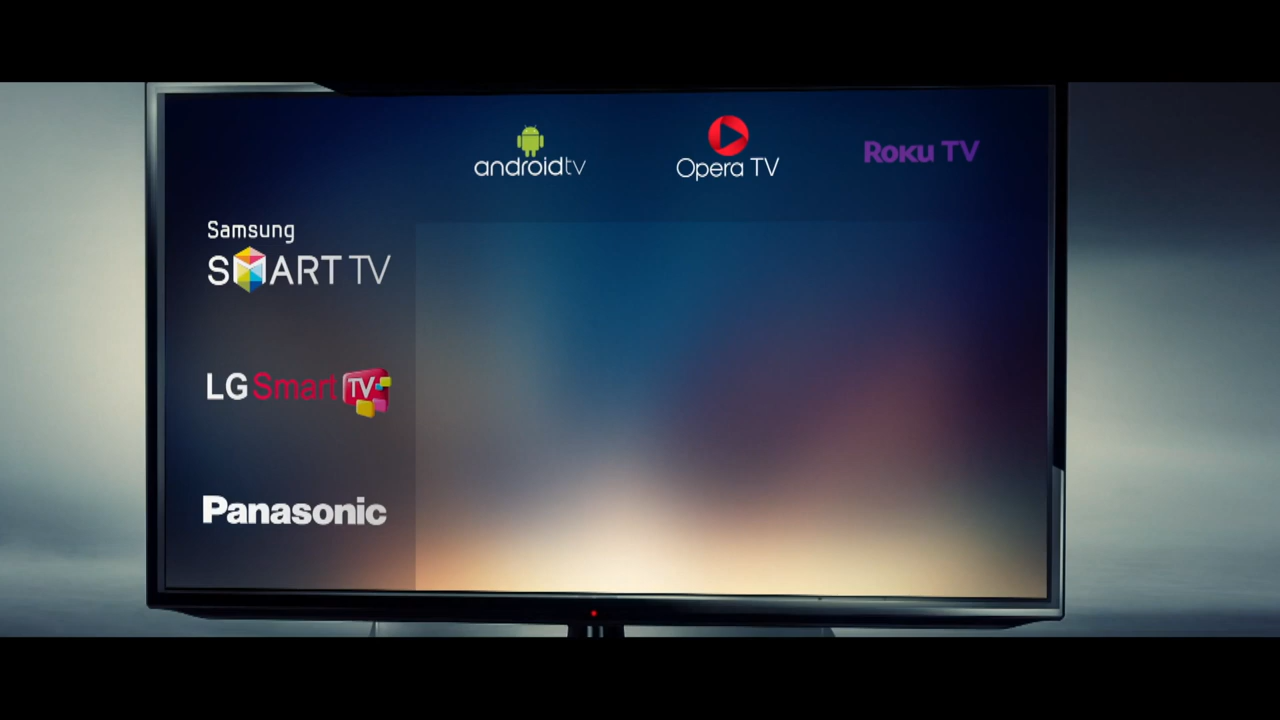 androidtv
Opera TV
Roku TV
Samsung
SMART TV
LG Smart TV
Panasonic